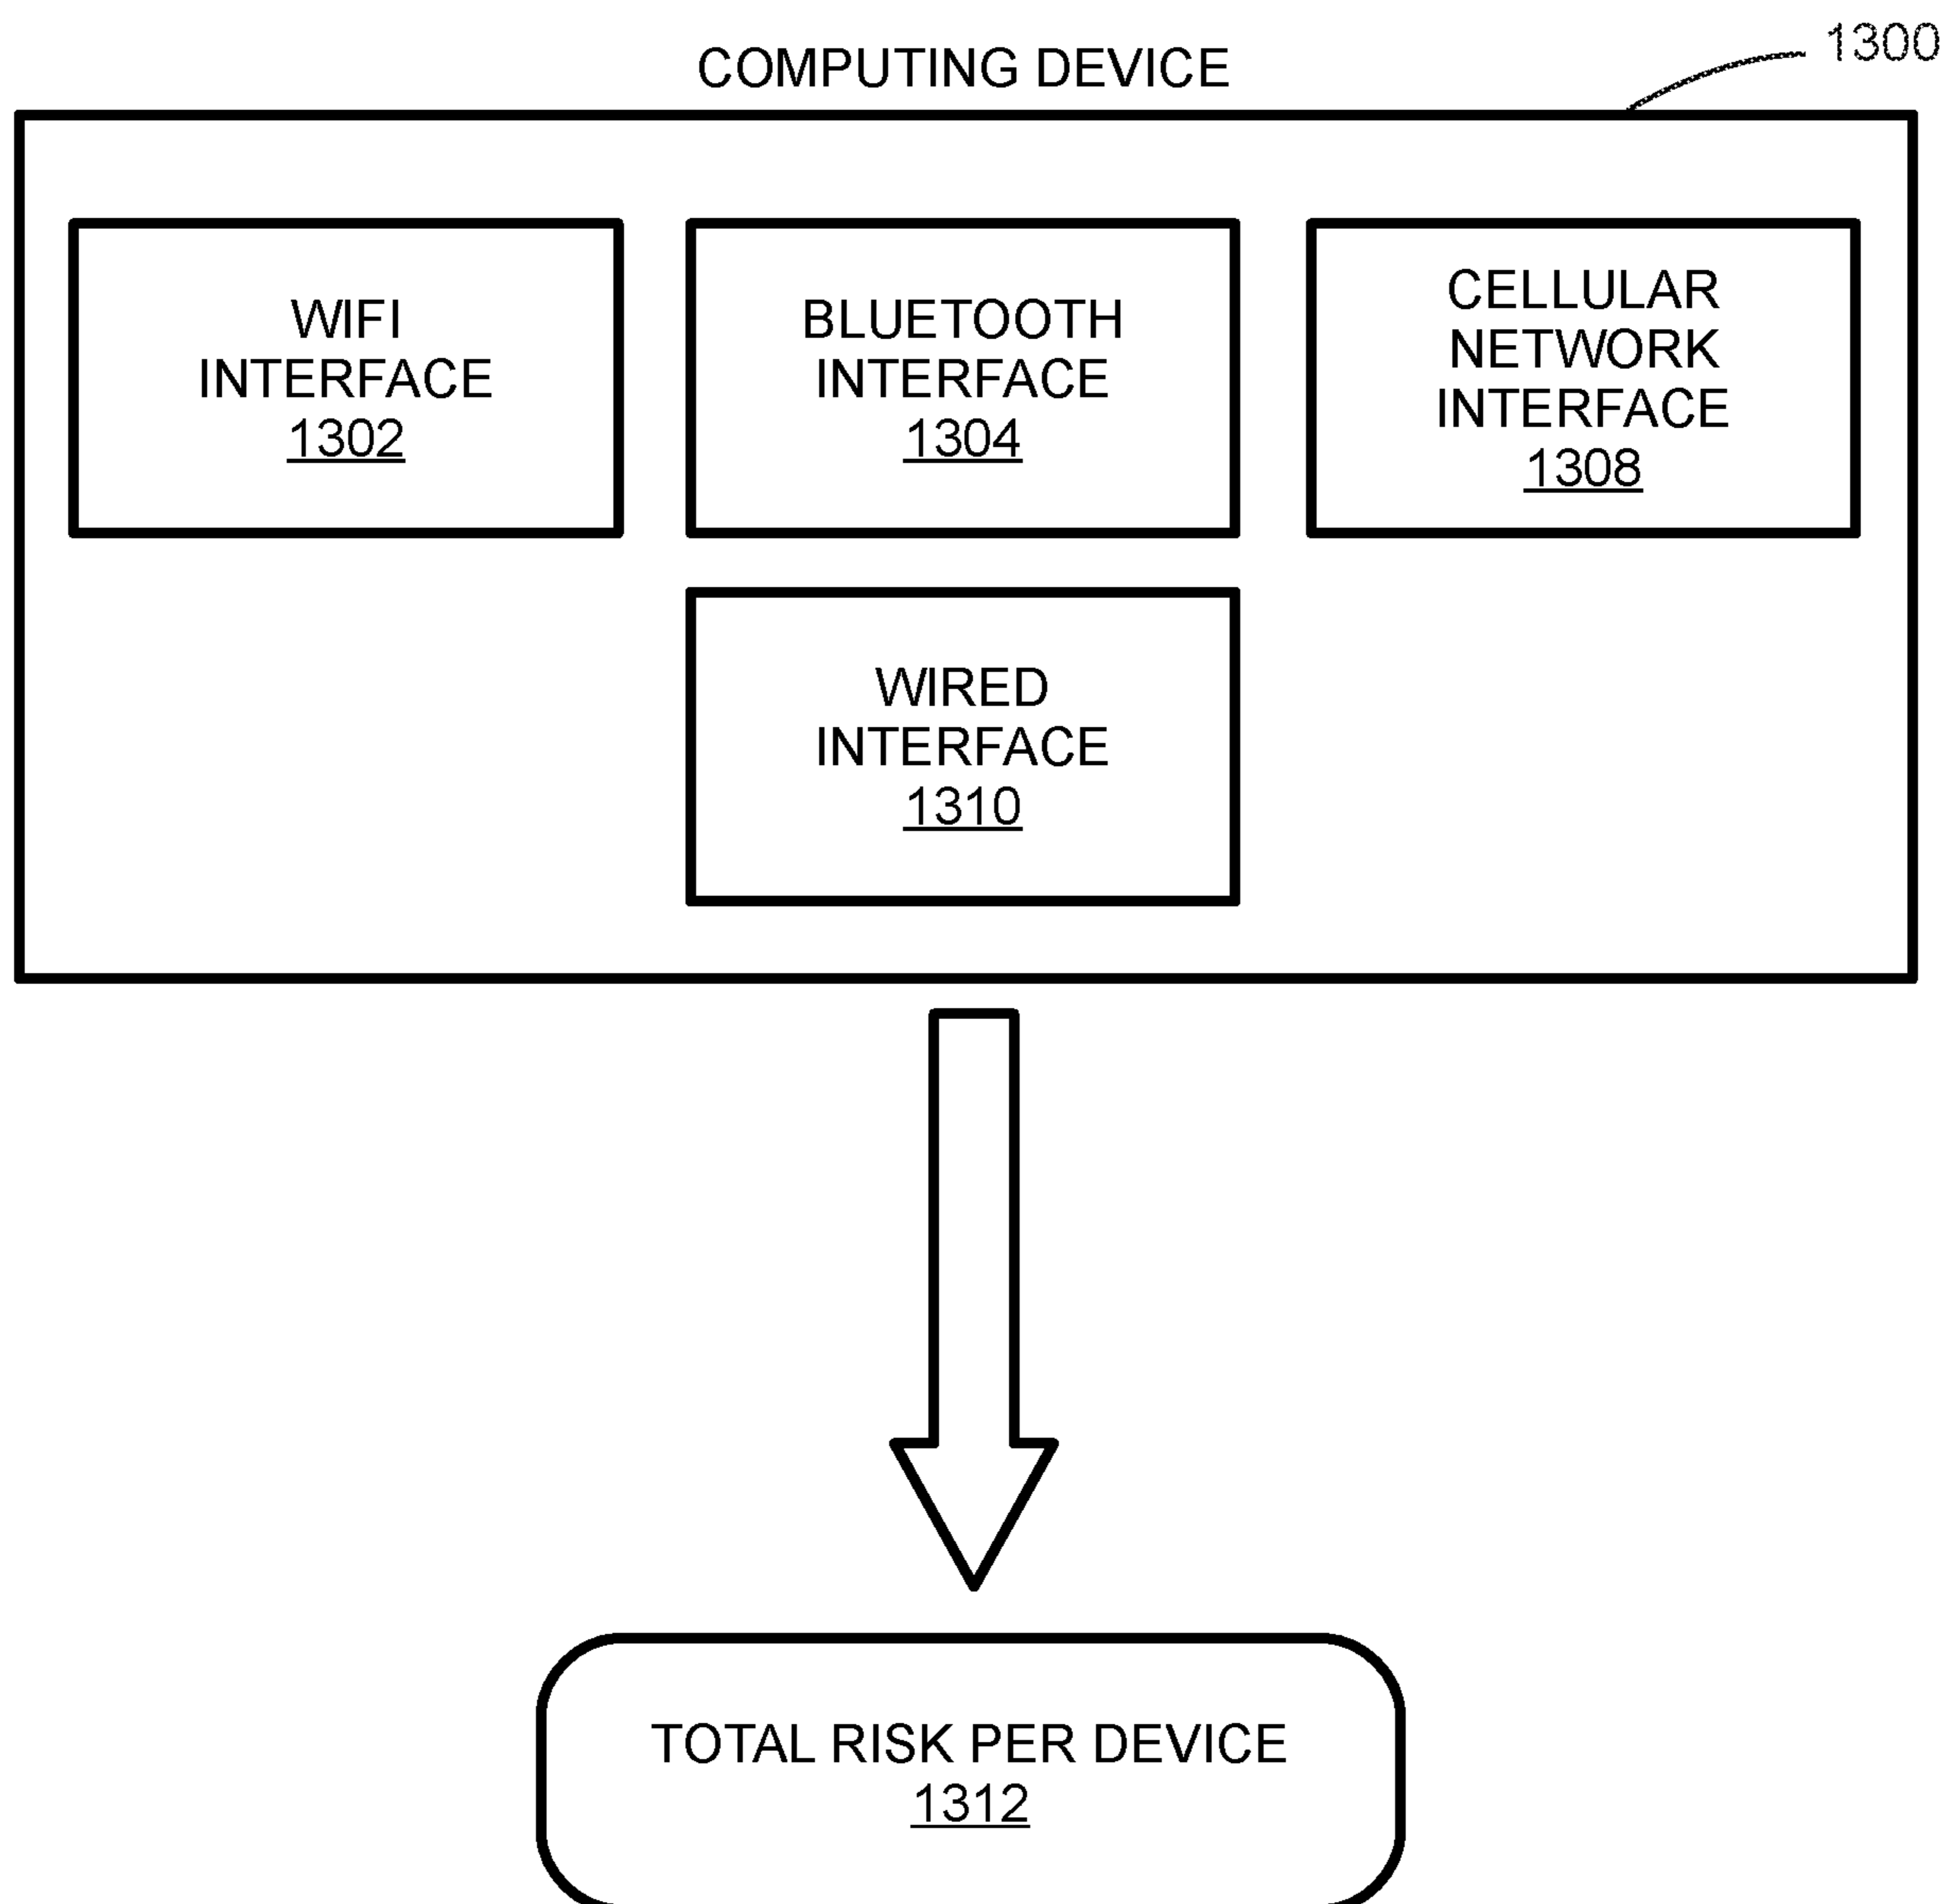 COMPUTING DEVICE
1300
WIFI
INTERFACE
1302
BLUETOOTH
INTERFACE
1304
CELLULAR
NETWORK
INTERFACE
1308
WIRED
INTERFACE
1310
TOTAL RISK PER DEVICE
1312